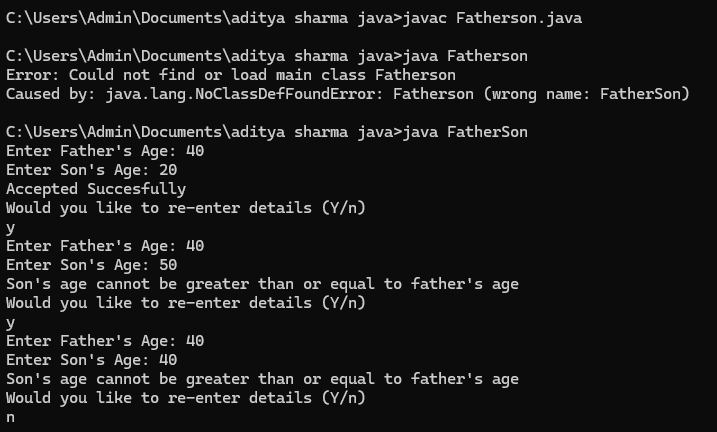 C:\Users\Admin\Documents\aditya sharma java>javac Fatherson.java
C:\Users\Admin\Documents\aditya sharma java>java Fatherson
Error: Could not find or load main class Fatherson
Caused by: java.lang.NoClassDefFoundError: Fatherson (wrong name: FatherSon)
C:\Users\Admin\Documents\aditya sharma java>java FatherSon
Enter Father's Age: 40
Enter Son's Age: 20
Accepted Succesfully
Would you like to re-enter details (Y/n)
y
Enter Father's Age: 40
Enter Son's Age: 50
Son's age cannot be greater than or equal to father's age
Would you like to re-enter details (Y/n)
y
Enter Father's Age: 40
Enter Son's Age: 40
Son's age cannot be greater than or equal to father's age
Would you like to re-enter details (Y/n)
n